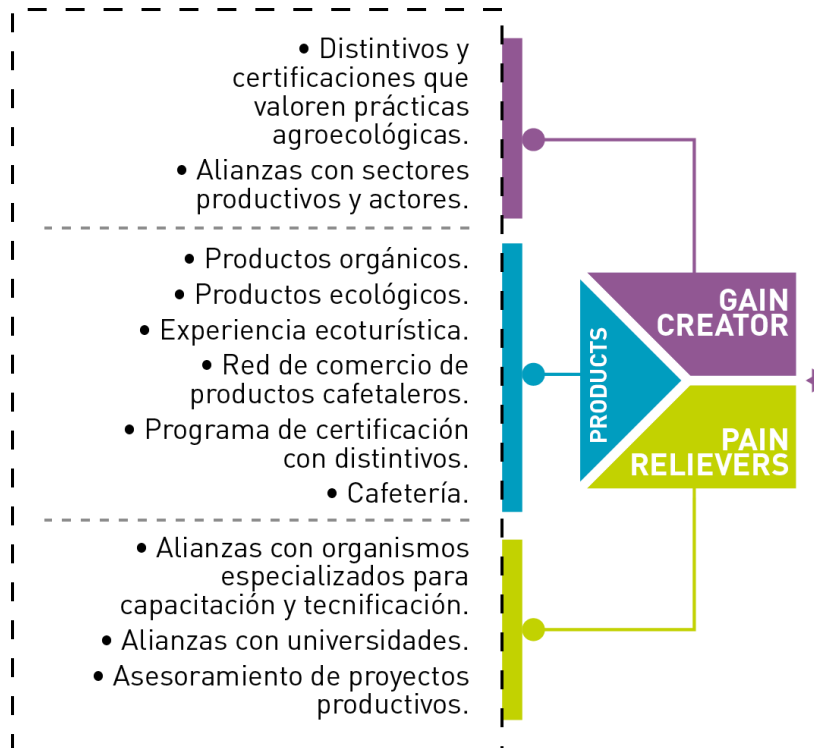 • Distintivos y
certificaciones que
valoren prácticas
agroecológicas.
• Alianzas con sectores
productivos y actores.
• Productos orgánicos.
• Productos ecológicos.
• Experiencia ecoturística.
• Red de comercio de
productos cafetaleros.
• Programa de certificación
con distintivos.
• Cafetería.
• Alianzas con organismos
especializados para
capacitación y tecnificación.
• Alianzas con universidades.
• Asesoramiento de proyectos
productivos.
GAIN
CREATOR
PRODUCTS
PAIN
RELIEVERS